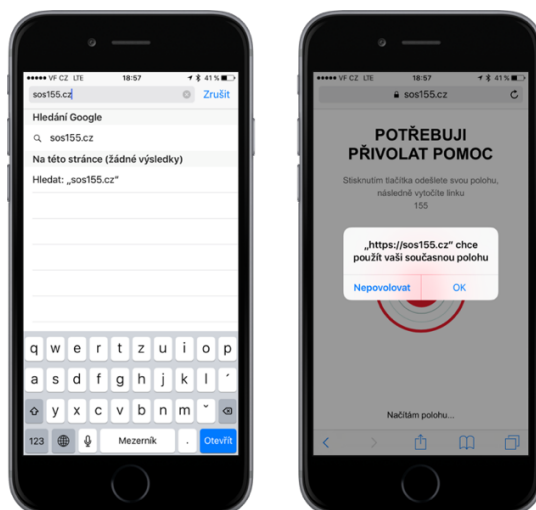 VF CZ LTE 18:57 41 %
sos155.cz Zrušit
Hledání Google
sos155.cz
Na této stránce (žádné výsledky)
Hledat: „sos155.cz“
q w e r t z u i o p
a s d f g h j k l ´
y x c v b n m ˇ
123 Mezerník . Otevřít
VF CZ LTE 18:57 41 %
sos155.cz
POTŘEBUJI
PŘIVOLAT POMOC
Stisknutím tlačítka odešlete svou polohu,
následně vytočíte linku
155
„https://sos155.cz“ chce
použít vaši současnou polohu
Nepovolovat OK
Načítám polohu...